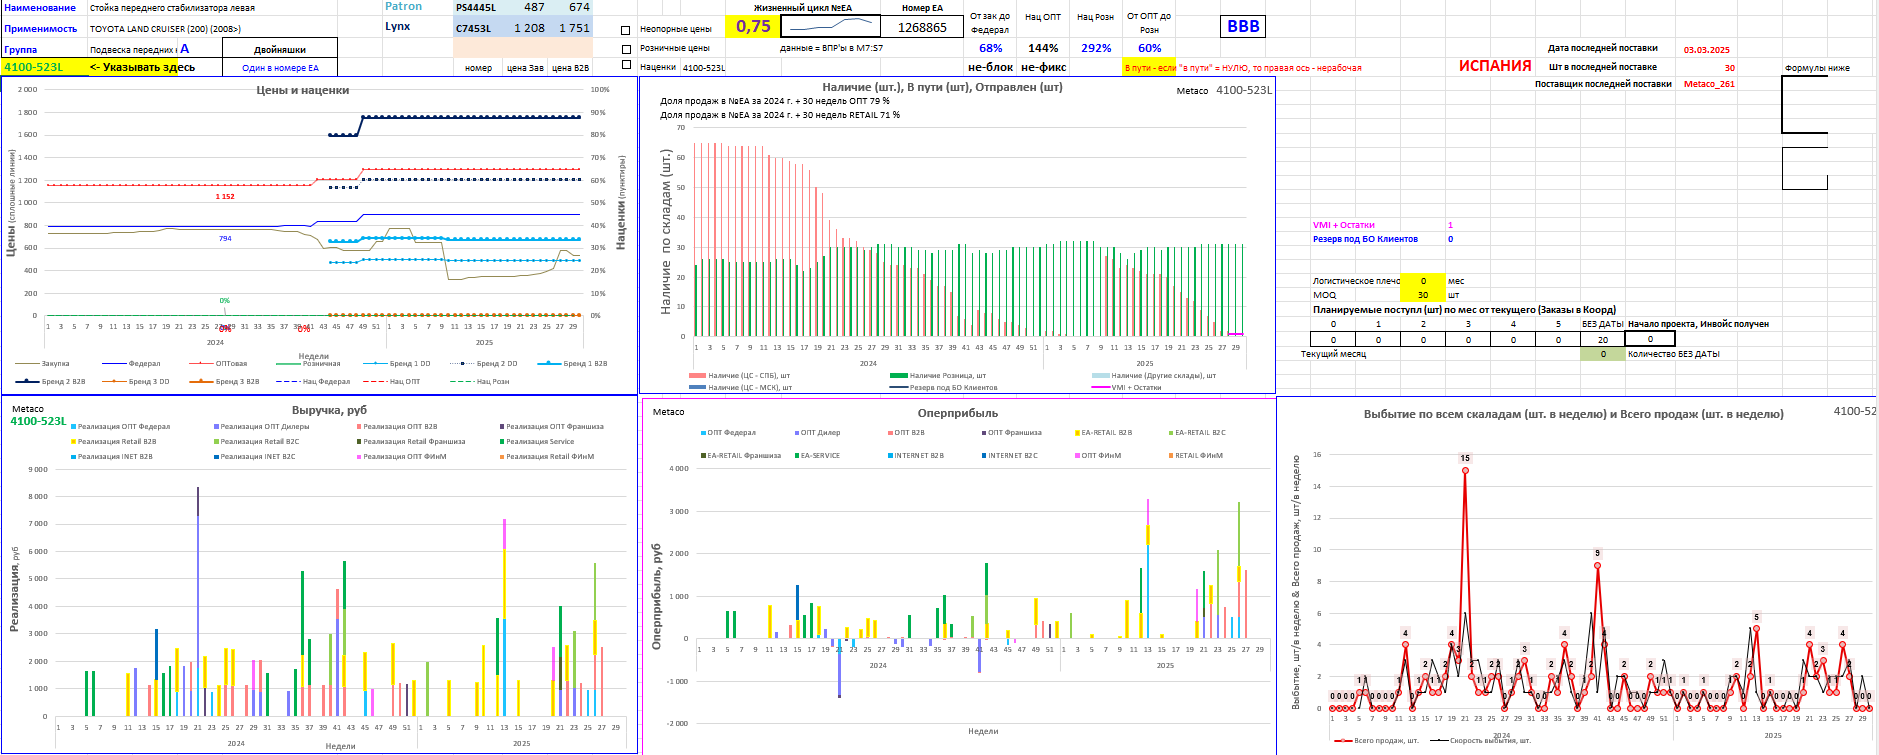 Наименование Стойка переднего стабилизатора левая Patron PS4445L 487 674 Жизненный цикл №EA Номер EA
Применимость TOYOTA LAND CRUISER (200) (2008>) Lynx C7453L 1 208 1 751 Неопорные цены 0,75 1268865 От зак до Федерал Нац ОПТ Нац Розн От ОПТ до Розн BBB
Группа Подвеска передних к A Двойняшки Розничные цены данные = ВПР'ы в M7:S7 68% 144% 292% 60% Дата последней поставки 03.03.2025
4100-523L <- Указывать здесь Один в номере EA номер цена Зав цена B2B Наценки 4100-523L не-блок не-фикс В пути - если "в пути" = НУЛЮ, то правая ось - нерабочая ИСПАНИЯ Шт в последней поставке 30 Формулы ниже
Поставщик последней поставки Metaco_261
Цены и наценки
2 000 1 800 1 600 1 400 1 200 1 000 800 600 400 200 0
Цены (сплошные линии)
100% 90% 80% 70% 60% 50% 40% 30% 20% 10% 0%
Наценки (пунктиры)
1 152
794
0%
0%
0%
1 3 5 7 9 11 13 15 17 19 21 23 25 27 29 31 33 35 37 39 41 43 45 47 49 51 1 3 5 7 9 11 13 15 17 19 21 23 25 27 29
2024 2025
Недели
Закупка Федерал ОПТовая Розничная Бренд 1 DD Бренд 2 DD Бренд 1 B2B
Бренд 2 B2B Бренд 3 DD Бренд 3 B2B Нац Федерал Нац ОПТ Нац Розн
Наличие (шт.), В пути (шт), Отправлен (шт) Metaco 4100-523L
Доля продаж в №EA за 2024 г. + 30 недель ОПТ 79 %
Доля продаж в №EA за 2024 г. + 30 недель RETAIL 71 %
70 60 50 40 30 20 10 0
Наличие по складам (шт.)
1 3 5 7 9 11 13 15 17 19 21 23 25 27 29 31 33 35 37 39 41 43 45 47 49 51 1 3 5 7 9 11 13 15 17 19 21 23 25 27 29
2024 2025
Наличие (ЦС - СПБ), шт Наличие Розница, шт Наличие (Другие склады), шт
Наличие (ЦС - МСК), шт Резерв под БО Клиентов VMI + Остатки
VMI + Остатки 1
Резерв под БО Клиентов 0
Логистическое плечо 0 мес
MOQ 30 шт
Планируемые поступл (шт) по мес от текущего (Заказы в Коорд)
0 1 2 3 4 5 БЕЗ ДАТЫ Начало проекта, Инвойс получен
0 0 0 0 0 0 20 0
Текущий месяц 0 Количество БЕЗ ДАТЫ
Metaco Выручка, руб
4100-523L
Реализация ОПТ Федерал Реализация ОПТ Дилеры Реализация ОПТ B2B Реализация ОПТ Франшиза
Реализация Retail B2B Реализация Retail B2C Реализация Retail Франшиза Реализация Service
Реализация INET B2B Реализация INET B2C Реализация ОПТ ФИнМ Реализация Retail ФИнМ
9 000 8 000 7 000 6 000 5 000 4 000 3 000 2 000 1 000 0
Реализация, руб
1 3 5 7 9 11 13 15 17 19 21 23 25 27 29 31 33 35 37 39 41 43 45 47 49 51 1 3 5 7 9 11 13 15 17 19 21 23 25 27 29
2024 2025
Недели
Metaco Оперприбыль
ОПТ Федерал ОПТ Дилер ОПТ B2B ОПТ Франшиза EA-RETAIL B2B EA-RETAIL B2C
EA-RETAIL Франшиза EA-SERVICE INTERNET B2B INTERNET B2C ОПТ ФИнМ RETAIL ФИнМ
4 000 3 000 2 000 1 000 0 -1 000 -2 000
Оперприбыль, руб
1 3 5 7 9 11 13 15 17 19 21 23 25 27 29 31 33 35 37 39 41 43 45 47 49 51 1 3 5 7 9 11 13 15 17 19 21 23 25 27 29
2024 2025
Недели
Выбытие по всем скаладам (шт. в неделю) и Всего продаж (шт. в неделю) 4100-52
16 14 12 10 8 6 4 2 0
Выбытие, шт/в неделю & Всего продаж, шт/в неделю
15
9
5
1 3 5 7 9 11 13 15 17 19 21 23 25 27 29 31 33 35 37 39 41 43 45 47 49 51 1 3 5 7 9 11 13 15 17 19 21 23 25 27 29
2024 2025
Всего продаж, шт. Скорость выбытия, шт.